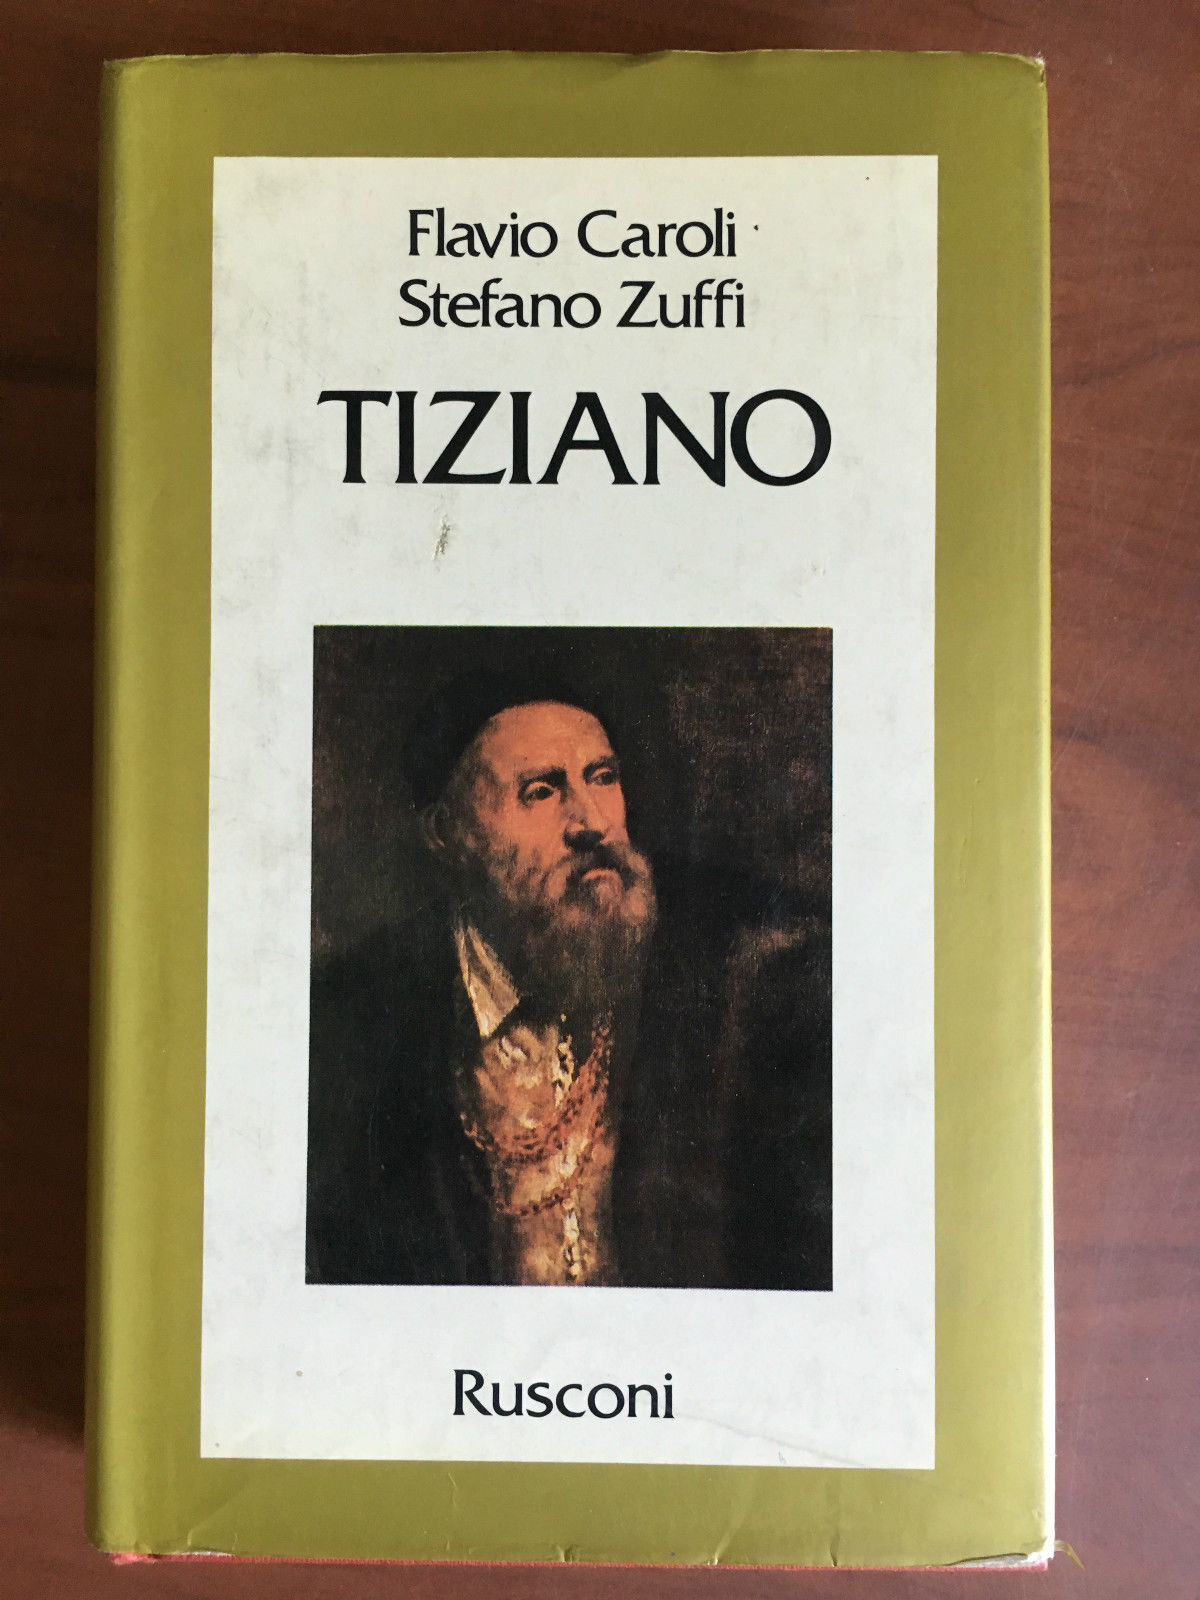 Flavio Caroli
Stefano Zuffi
TIZIANO
Rusconi